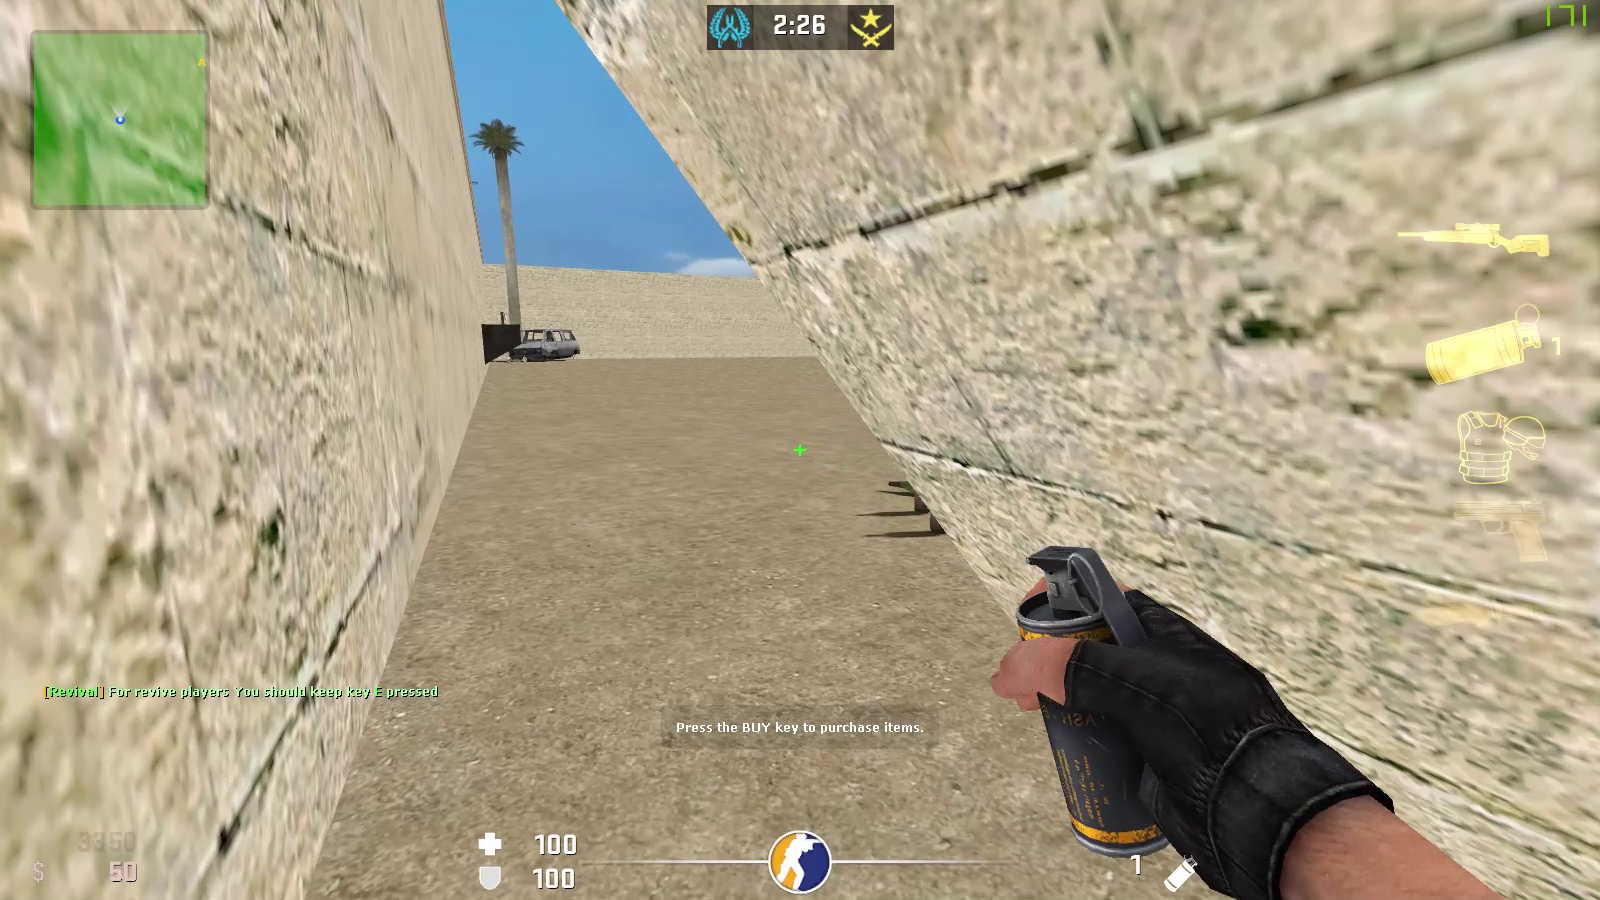 2:26
171
A
1
[Revival] For revive players You should keep key E pressed
Press the BUY key to purchase items.
3350
$ 50
100
100
1